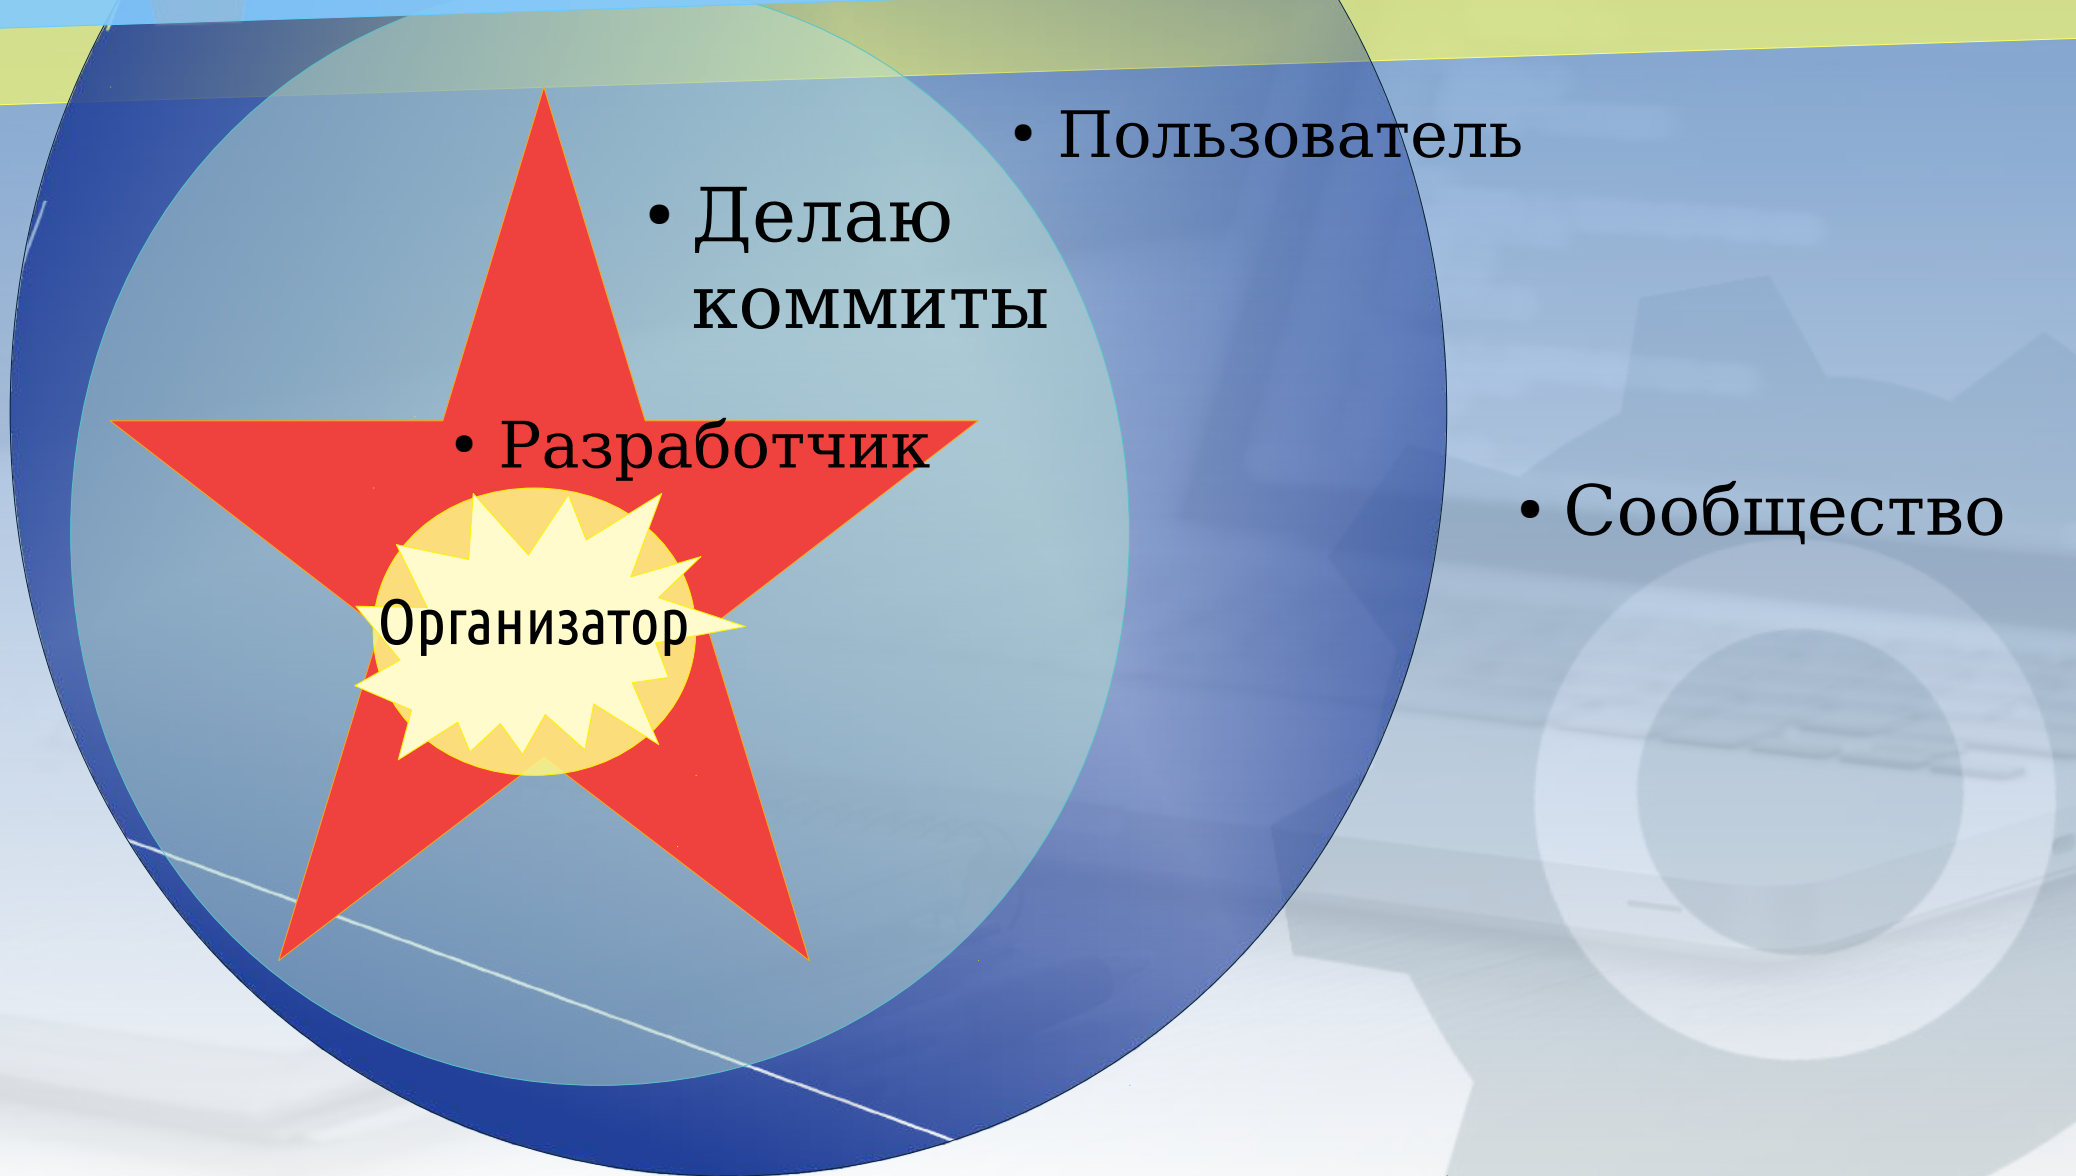 • Пользователь
• Делаю
коммиты
• Разработчик
• Сообщество
Организатор